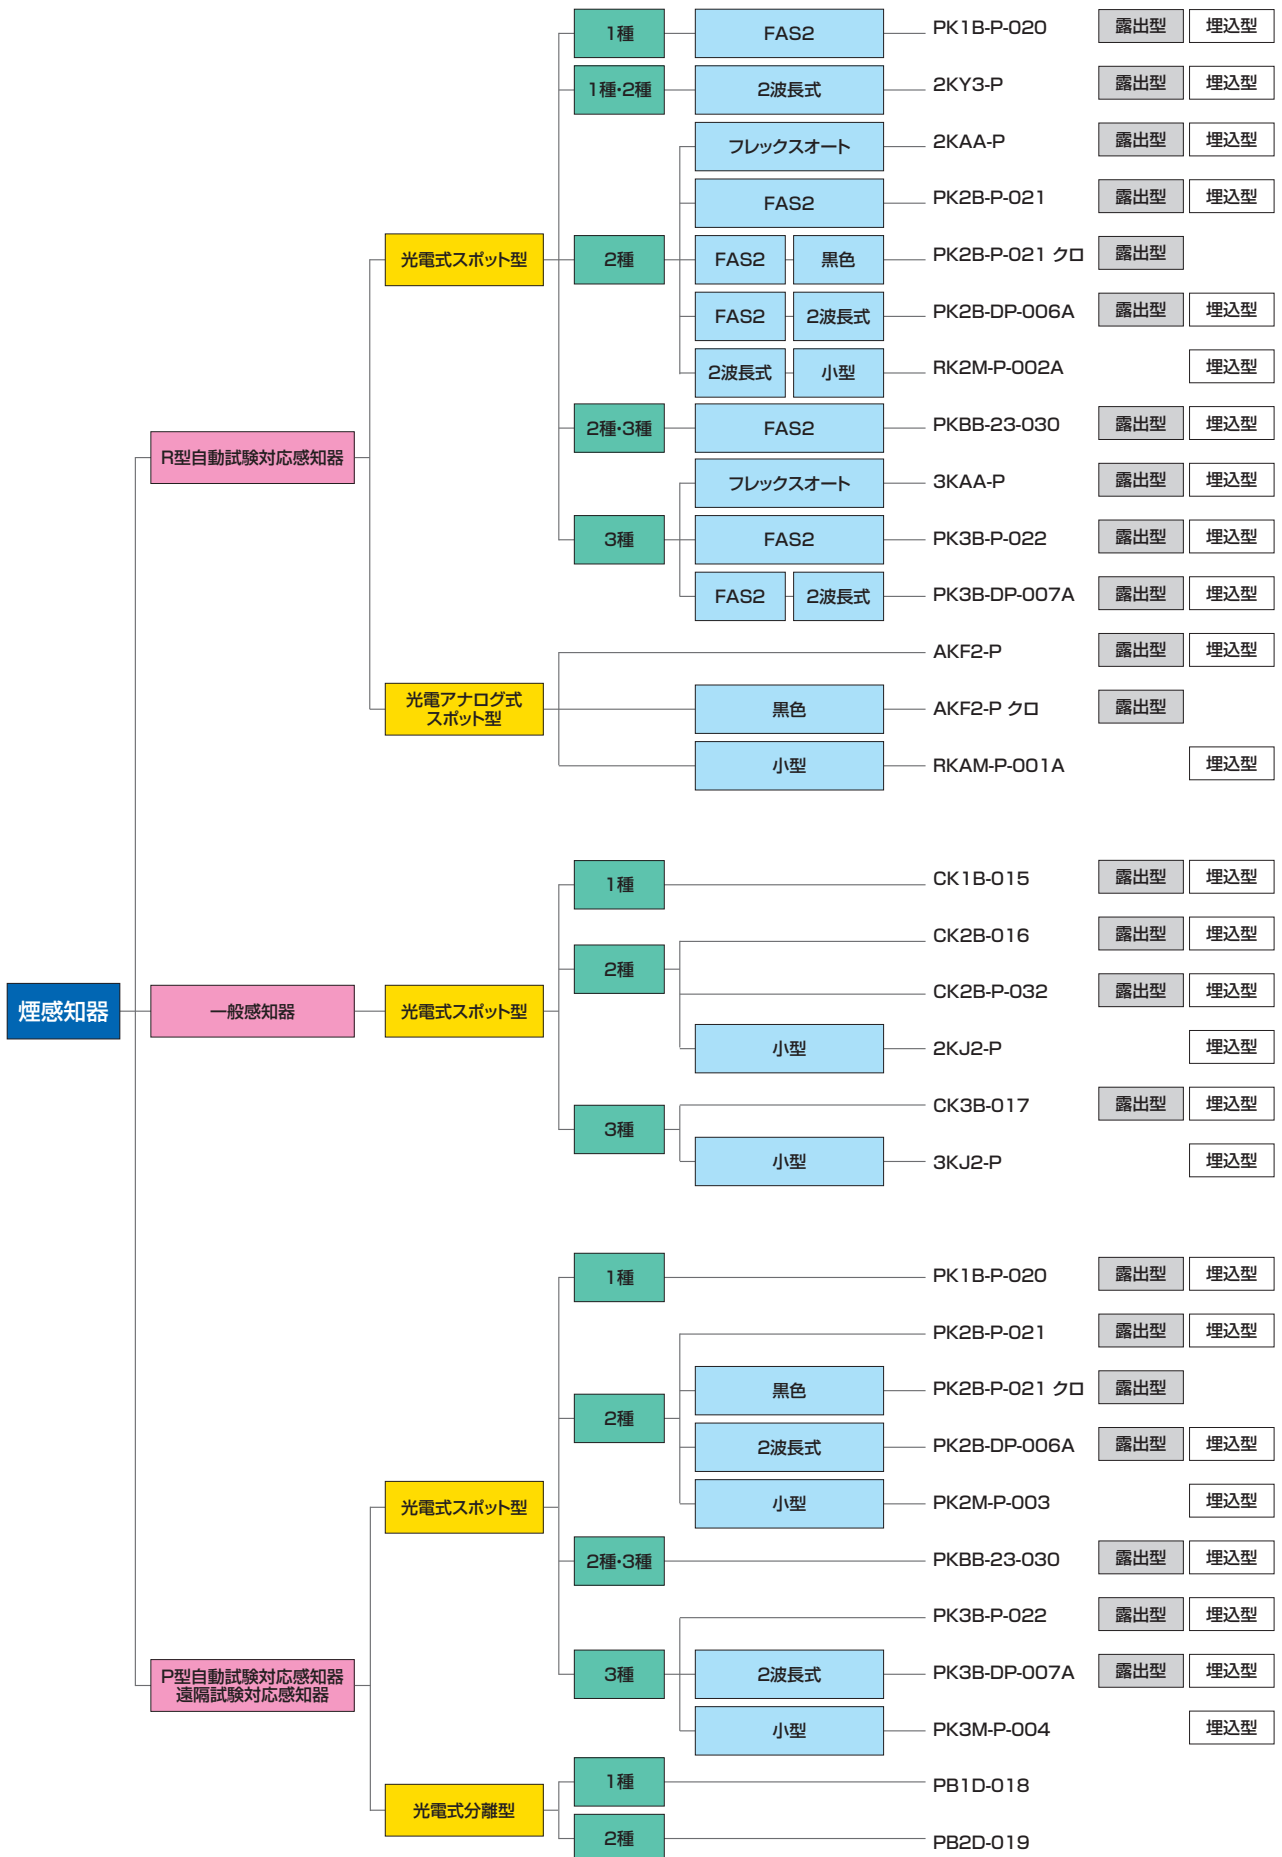 1種 FAS2 PK1B-P-020 露出型 埋込型
1種・2種 2波長式 2KY3-P 露出型 埋込型
フレックスオート 2KAA-P 露出型 埋込型
FAS2 PK2B-P-021 露出型 埋込型
光電式スポット型 2種 FAS2 黒色 PK2B-P-021 クロ 露出型
FAS2 2波長式 PK2B-DP-006A 露出型 埋込型
2波長式 小型 RK2M-P-002A 埋込型
2種・3種 FAS2 PKBB-23-030 露出型 埋込型
R型自動試験対応感知器
フレックスオート 3KAA-P 露出型 埋込型
3種 FAS2 PK3B-P-022 露出型 埋込型
FAS2 2波長式 PK3B-DP-007A 露出型 埋込型
AKF2-P 露出型 埋込型
光電アナログ式
スポット型
黒色 AKF2-P クロ 露出型
小型 RKAM-P-001A 埋込型
1種 CK1B-015 露出型 埋込型
CK2B-016 露出型 埋込型
2種
CK2B-P-032 露出型 埋込型
煙感知器 一般感知器 光電式スポット型
小型 2KJ2-P 埋込型
CK3B-017 露出型 埋込型
3種
小型 3KJ2-P 埋込型
1種 PK1B-P-020 露出型 埋込型
PK2B-P-021 露出型 埋込型
黒色 PK2B-P-021 クロ 露出型
2種
2波長式 PK2B-DP-006A 露出型 埋込型
光電式スポット型 小型 PK2M-P-003 埋込型
2種・3種 PKBB-23-030 露出型 埋込型
PK3B-P-022 露出型 埋込型
P型自動試験対応感知器
遠隔試験対応感知器
3種 2波長式 PK3B-DP-007A 露出型 埋込型
小型 PK3M-P-004 埋込型
1種 PB1D-018
光電式分離型
2種 PB2D-019